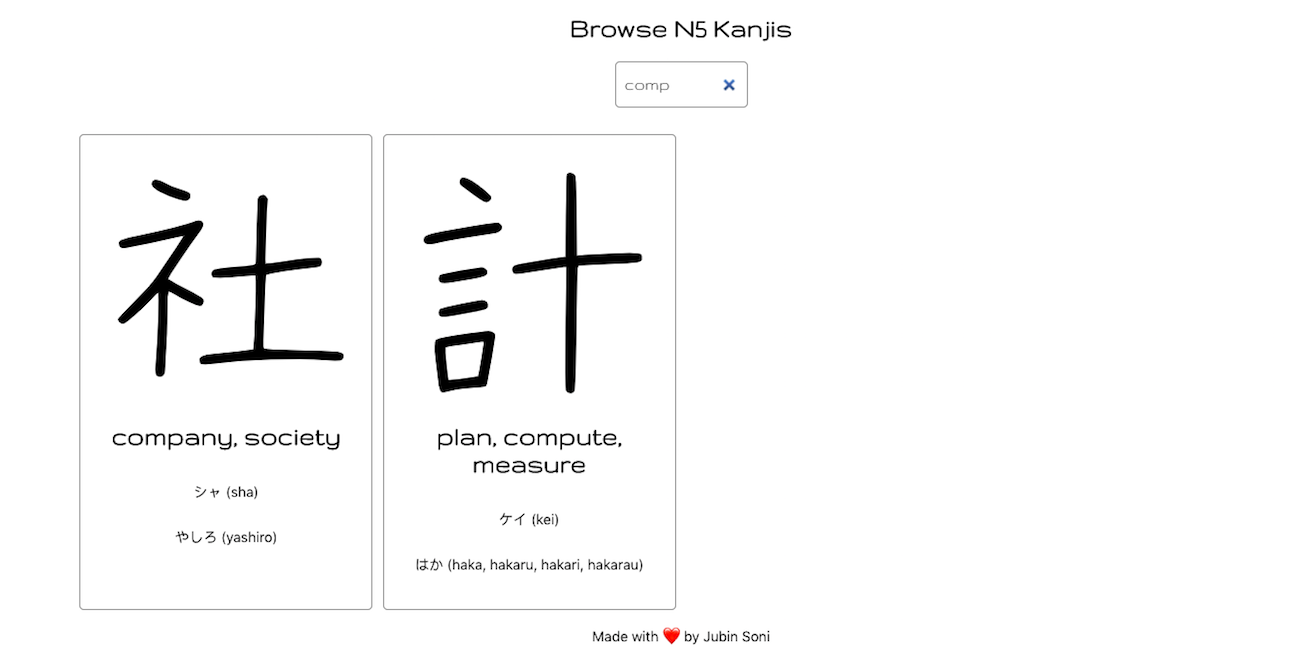 Browse N5 Kanjis
comp
社
company, society
シャ (sha)
やしろ (yashiro)
計
plan, compute,
measure
ケイ (kei)
はか (haka, hakaru, hakari, hakarau)
Made with ❤️ by Jubin Soni